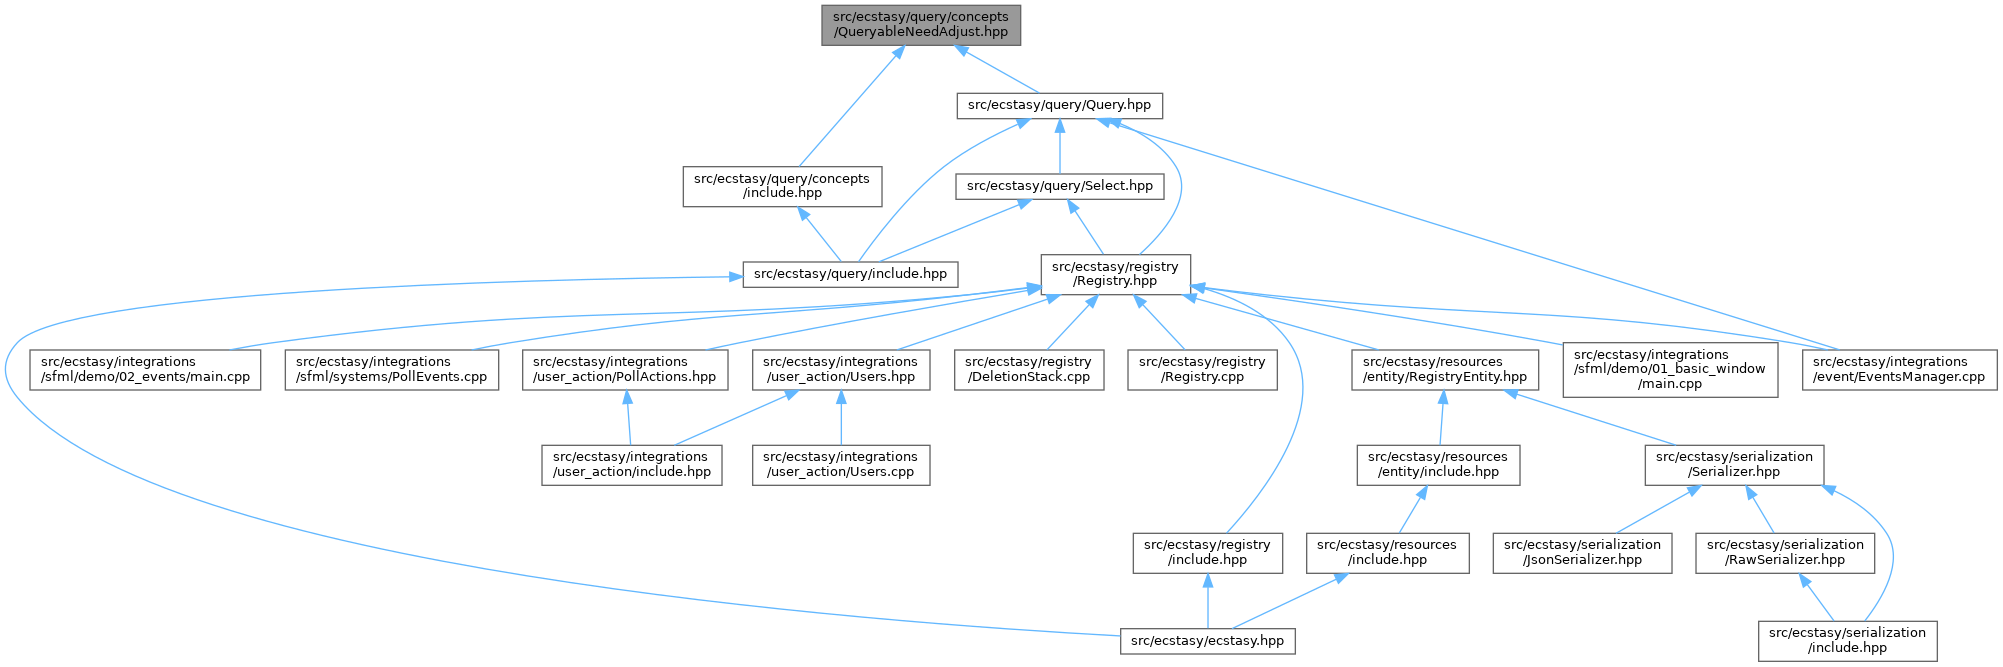 src/ecstasy/query/concepts
/QueryableNeedAdjust.hpp
src/ecstasy/query/Query.hpp
src/ecstasy/query/concepts
/include.hpp
src/ecstasy/query/Select.hpp
src/ecstasy/query/include.hpp
src/ecstasy/registry
/Registry.hpp
src/ecstasy/integrations
/sfml/demo/02_events/main.cpp
src/ecstasy/integrations
/sfml/systems/PollEvents.cpp
src/ecstasy/integrations
/user_action/PollActions.hpp
src/ecstasy/integrations
/user_action/Users.hpp
src/ecstasy/registry
/DeletionStack.cpp
src/ecstasy/registry
/Registry.cpp
src/ecstasy/resources
/entity/RegistryEntity.hpp
src/ecstasy/integrations
/sfml/demo/01_basic_window
/main.cpp
src/ecstasy/integrations
/event/EventsManager.cpp
src/ecstasy/integrations
/user_action/include.hpp
src/ecstasy/integrations
/user_action/Users.cpp
src/ecstasy/resources
/entity/include.hpp
src/ecstasy/serialization
/Serializer.hpp
src/ecstasy/registry
/include.hpp
src/ecstasy/resources
/include.hpp
src/ecstasy/serialization
/JsonSerializer.hpp
src/ecstasy/serialization
/RawSerializer.hpp
src/ecstasy/ecstasy.hpp
src/ecstasy/serialization
/include.hpp